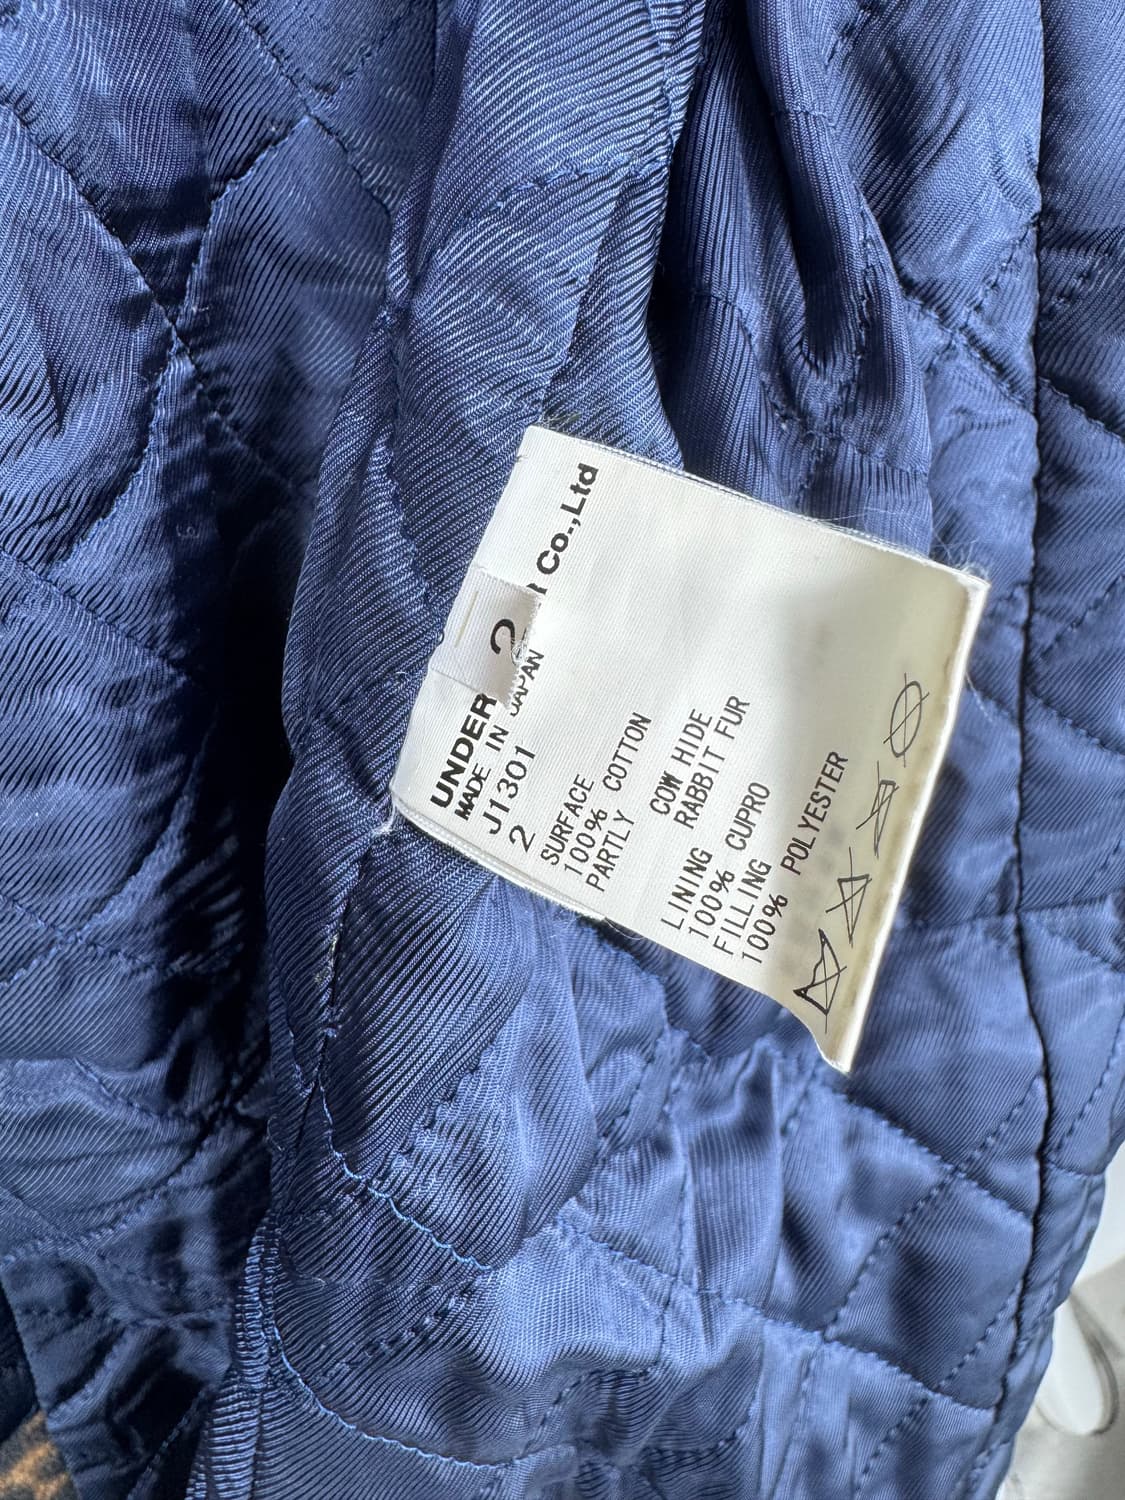 UNDER Co.,Ltd
2
MADE IN JAPAN
J1301
2
SURFACE
100% COTTON
PARTLY
COW HIDE
RABBIT FUR
LINING
100% CUPRO
FILLING
100% POLYESTER